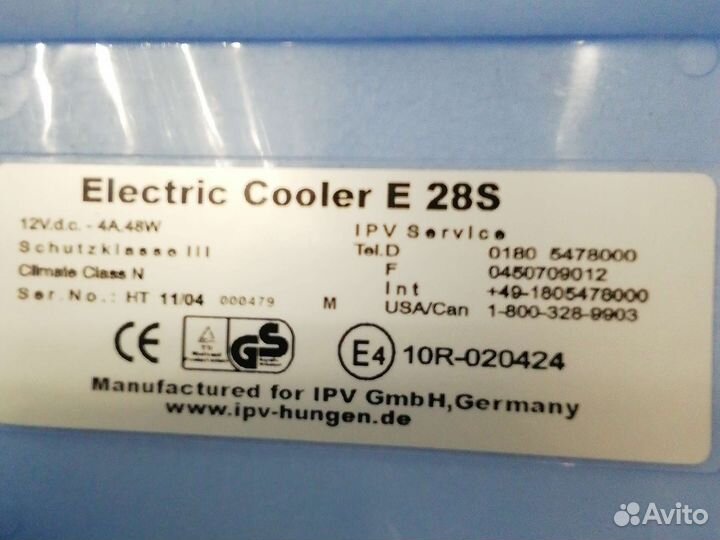 Electric Cooler E 28S
12V.d.c. - 4A.48W
Schutzklasse III
Climate Class N
Ser.No.: HT 11/04 000479 M
IPV Service
Tel.D 0180 5478000
F 0450709012
Int +49-1805478000
USA/Can 1-800-328-9903
CE
GS
E4 10R-020424
Manufactured for IPV GmbH,Germany
www.ipv-hungen.de
Avito